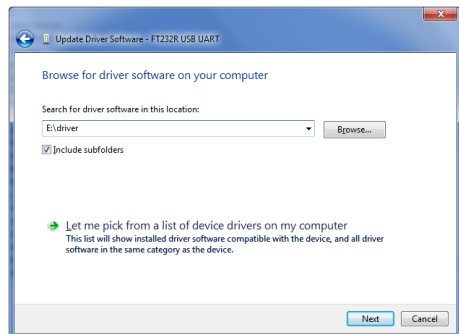 Update Driver Software - FT232R USB UART
Browse for driver software on your computer
Search for driver software in this location:
E:\driver
Browse...
Include subfolders
Let me pick from a list of device drivers on my computer
This list will show installed driver software compatible with the device, and all driver
software in the same category as the device.
Next
Cancel